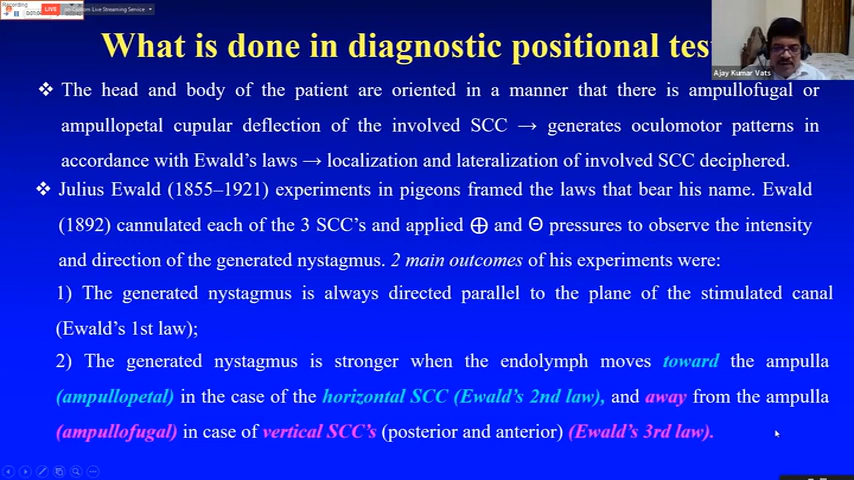 Recording
LIVE
on Custom Live Streaming Service
What is done in diagnostic positional tes
Ajay Kumar Vats
❖ The head and body of the patient are oriented in a manner that there is ampullofugal or
ampullopetal cupular deflection of the involved SCC → generates oculomotor patterns in
accordance with Ewald's laws → localization and lateralization of involved SCC deciphered.
❖ Julius Ewald (1855–1921) experiments in pigeons framed the laws that bear his name. Ewald
(1892) cannulated each of the 3 SCC's and applied ⊕ and Θ pressures to observe the intensity
and direction of the generated nystagmus. 2 main outcomes of his experiments were:
1) The generated nystagmus is always directed parallel to the plane of the stimulated canal
(Ewald's 1st law);
2) The generated nystagmus is stronger when the endolymph moves toward the ampulla
(ampullopetal) in the case of the horizontal SCC (Ewald's 2nd law), and away from the ampulla
(ampullofugal) in case of vertical SCC's (posterior and anterior) (Ewald's 3rd law).